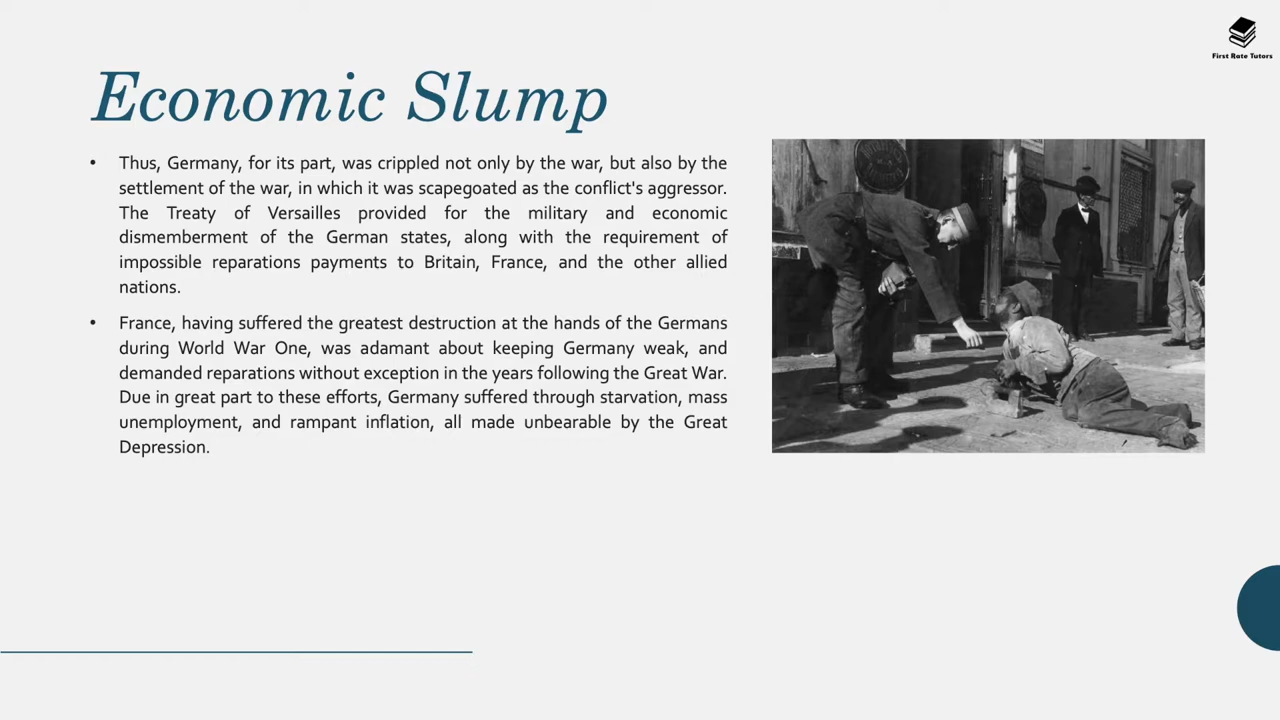 First Rate Tutors
Economic Slump
• Thus, Germany, for its part, was crippled not only by the war, but also by the
settlement of the war, in which it was scapegoated as the conflict's aggressor.
The Treaty of Versailles provided for the military and economic
dismemberment of the German states, along with the requirement of
impossible reparations payments to Britain, France, and the other allied
nations.
• France, having suffered the greatest destruction at the hands of the Germans
during World War One, was adamant about keeping Germany weak, and
demanded reparations without exception in the years following the Great War.
Due in great part to these efforts, Germany suffered through starvation, mass
unemployment, and rampant inflation, all made unbearable by the Great
Depression.